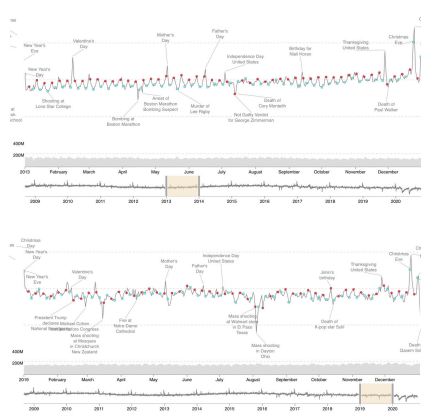 Christmas
Eve
New Year's
Eve
Valentine's
Day
Mother's
Day
Father's
Day
Independence Day
United States
Birthday for
Niall Horan
Thanksgiving
United States
New Year's
Day
Shooting at
Lone Star College
Bombing at
Boston Marathon
Arrest of
Boston Marathon
Bombing Suspect
Murder of
Lee Rigby
Death of
Cory Monteith
Not Guilty Verdict
for George Zimmerman
Death of
Paul Walker
400M
200M
2013 February March April May June July August September October November December
2009 2010 2011 2012 2013 2014 2015 2016 2017 2018 2019 2020
Christmas
Day
New Year's
Day
New Year's
Eve
Valentine's
Day
Mother's
Day
Father's
Day
Independence Day
United States
Thanksgiving
United States
Christmas
Eve
President Trump
declares
National
Michael Cohen
Congress
Mass shooting
at Mosques
in Christchurch
New Zealand
Fire at
Notre Dame
Cathedral
Mass shooting
at Walmart store
in El Paso
Texas
Mass shooting
in Dayton
Ohio
birthday
Death of
K-pop star Sulli
Death
400M
200M
2019 February March April May June July August September October November December
2009 2010 2011 2012 2013 2014 2015 2016 2017 2018 2019 2020